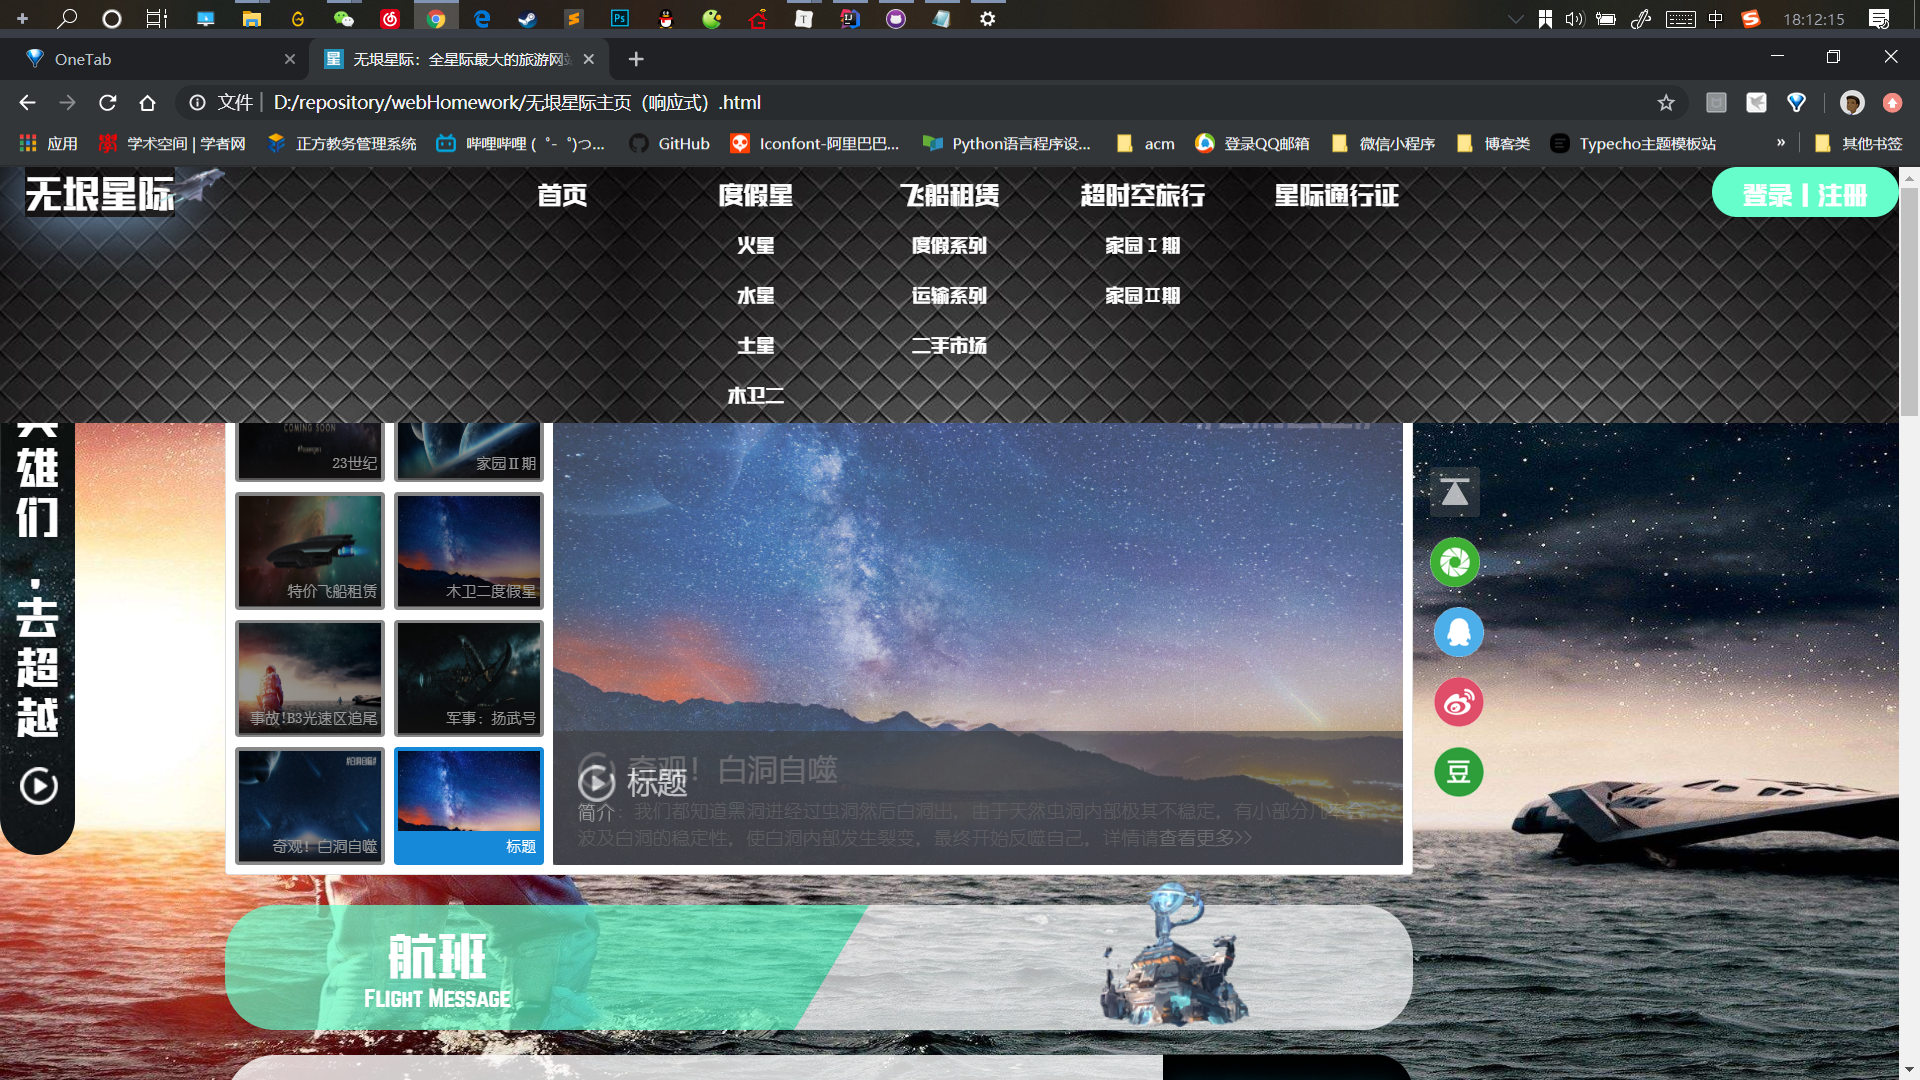 18:12:15
中
OneTab
无垠星际：全星际最大的旅游网
文件 | D:/repository/webHomework/无垠星际主页（响应式）.html
应用
学术空间 | 学者网
正方教务管理系统
哔哩哔哩 ( ゜- ゜)つ...
GitHub
Iconfont-阿里巴巴...
Python语言程序设...
acm
登录QQ邮箱
微信小程序
博客类
Typecho主题模板站
»
其他书签
无垠星际
首页
度假星
飞船租赁
超时空旅行
星际通行证
登录 | 注册
火星
度假系列
家园Ⅰ期
水星
运输系列
家园Ⅱ期
土星
二手市场
木卫二
雄们，去超越
COMING SOON
23世纪
家园Ⅱ期
特价飞船租赁
木卫二度假星
事故!B3光速区追尾
军事：扬武号
奇观！白洞自噬
标题
奇观！白洞自噬
标题
简介：我们都知道黑洞进经过虫洞然后白洞出，由于天然虫洞内部极其不稳定，有小部分几率会
波及白洞的稳定性，使白洞内部发生裂变，最终开始反噬自己，详情请查看更多>>
豆
航班
Flight Message